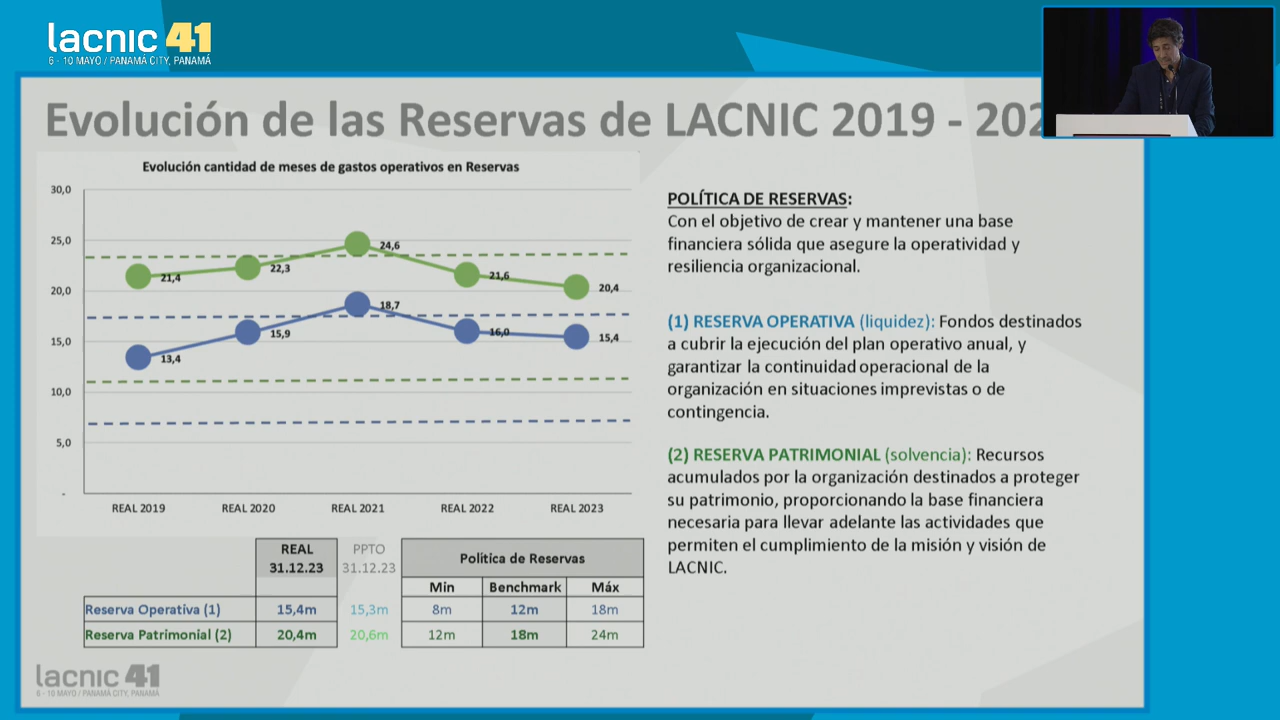 lacnic 41
6 - 10 MAYO / PANAMÁ CITY, PANAMÁ
Evolución de las Reservas de LACNIC 2019 - 202
Evolución cantidad de meses de gastos operativos en Reservas
30,0
25,0
20,0
15,0
10,0
5,0
-
21,4
22,3
24,6
21,6
20,4
13,4
15,9
18,7
16,0
15,4
REAL 2019 REAL 2020 REAL 2021 REAL 2022 REAL 2023
REAL PPTO Política de Reservas
31.12.23 31.12.23
Min Benchmark Máx
Reserva Operativa (1) 15,4m 15,3m 8m 12m 18m
Reserva Patrimonial (2) 20,4m 20,6m 12m 18m 24m
POLÍTICA DE RESERVAS:
Con el objetivo de crear y mantener una base
financiera sólida que asegure la operatividad y
resiliencia organizacional.
(1) RESERVA OPERATIVA (liquidez): Fondos destinados
a cubrir la ejecución del plan operativo anual, y
garantizar la continuidad operacional de la
organización en situaciones imprevistas o de
contingencia.
(2) RESERVA PATRIMONIAL (solvencia): Recursos
acumulados por la organización destinados a proteger
su patrimonio, proporcionando la base financiera
necesaria para llevar adelante las actividades que
permiten el cumplimiento de la misión y visión de
LACNIC.
lacnic 41
6 - 10 MAYO / PANAMÁ CITY, PANAMÁ